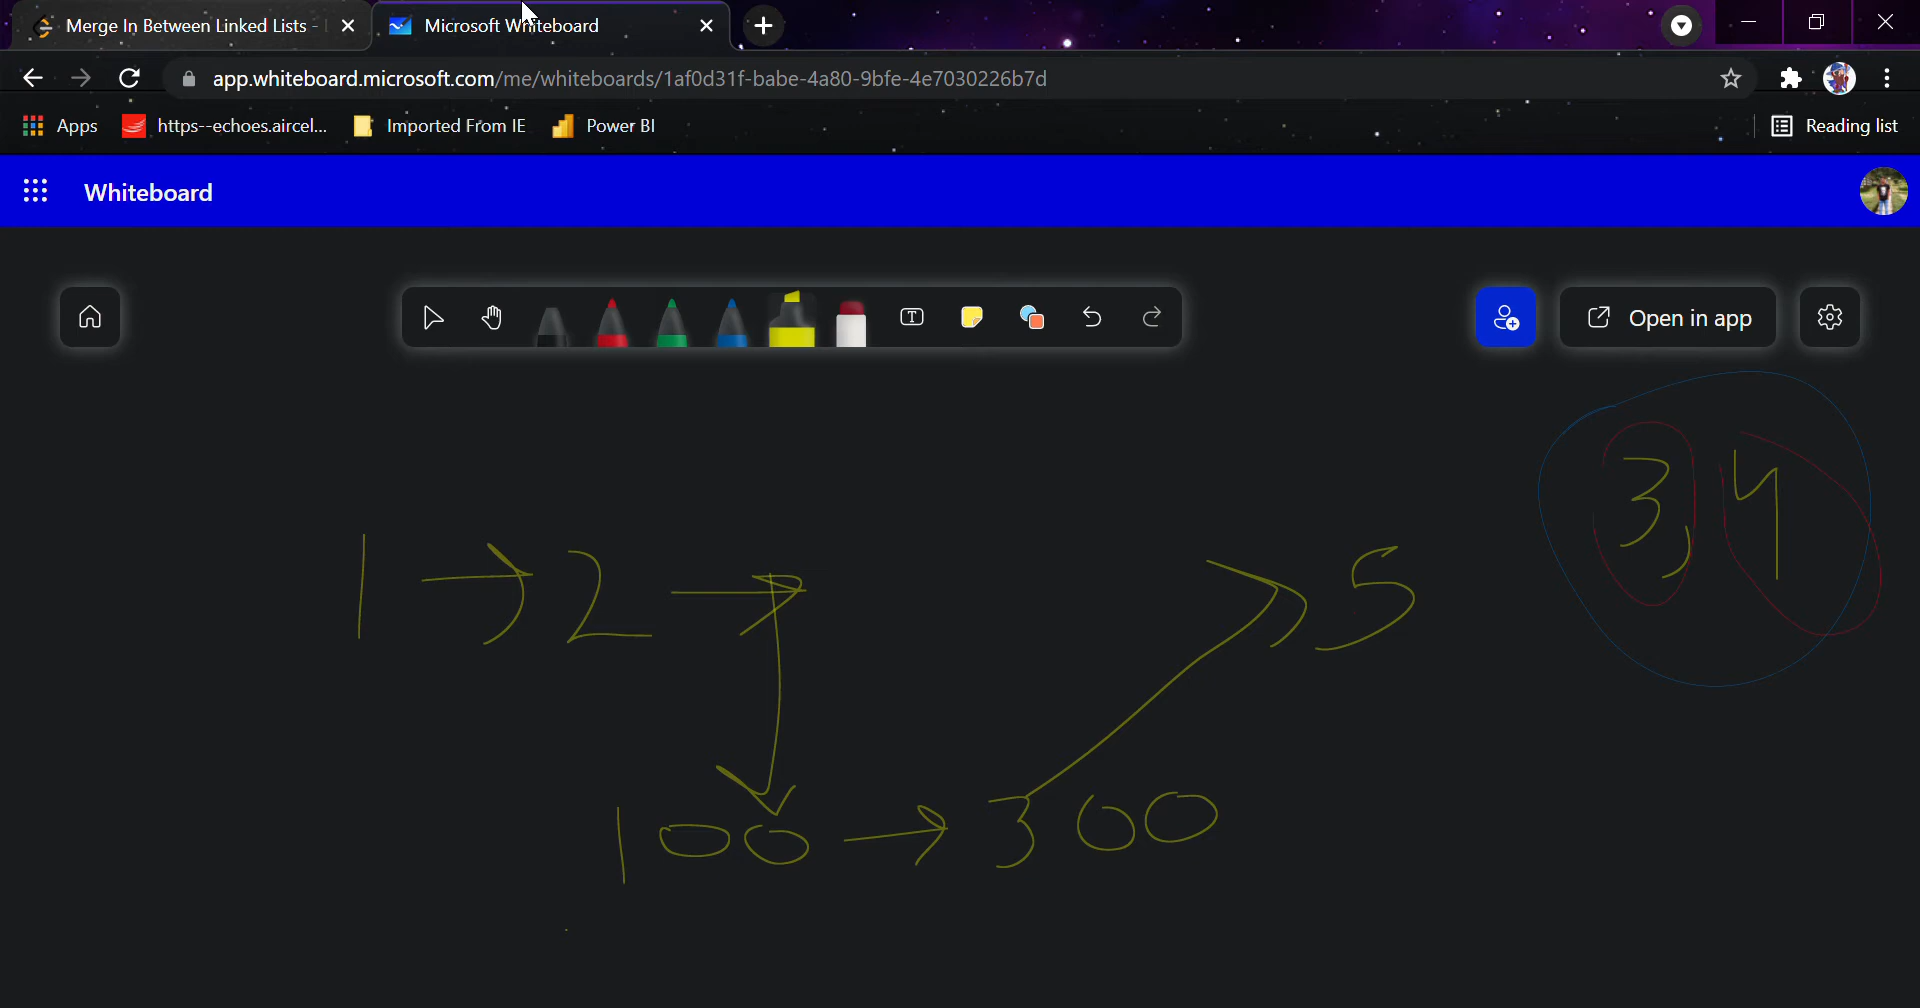 Merge In Between Linked Lists -
Microsoft Whiteboard
app.whiteboard.microsoft.com/me/whiteboards/1af0d31f-babe-4a80-9bfe-4e7030226b7d
Apps https--echoes.aircel... Imported From IE Power BI Reading list
Whiteboard
Open in app
3,4
1 → 2 → 5
100 → 300